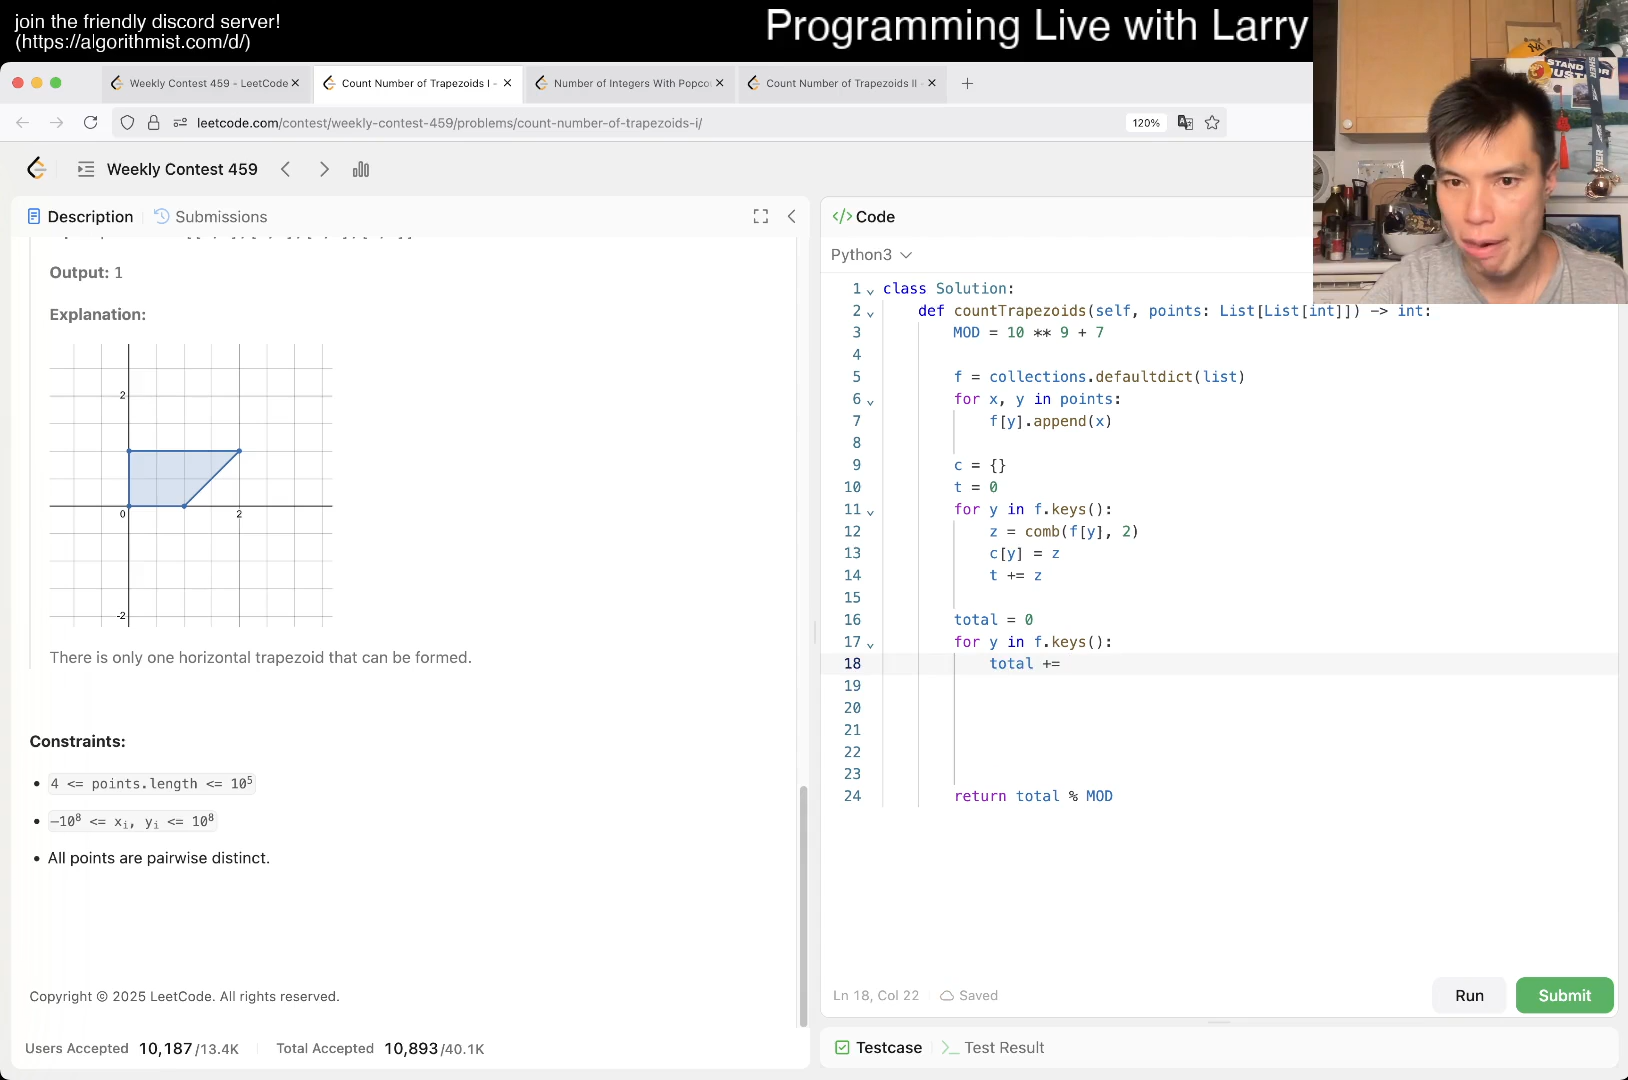 join the friendly discord server!
(https://algorithmist.com/d/)
Programming Live with Larry
Weekly Contest 459 - LeetCode
Count Number of Trapezoids I -
Number of Integers With Popco
Count Number of Trapezoids II -
leetcode.com/contest/weekly-contest-459/problems/count-number-of-trapezoids-i/
120%
Weekly Contest 459
Description
Submissions
Output: 1
Explanation:
2
0
2
-2
There is only one horizontal trapezoid that can be formed.
Constraints:
4 <= points.length <= 10⁵
–10⁸ <= xᵢ, yᵢ <= 10⁸
All points are pairwise distinct.
Copyright © 2025 LeetCode. All rights reserved.
Users Accepted 10,187/13.4K
Total Accepted 10,893/40.1K
</> Code
Python3
1 class Solution:
2 def countTrapezoids(self, points: List[List[int]]) -> int:
3 MOD = 10 ** 9 + 7
4
5 f = collections.defaultdict(list)
6 for x, y in points:
7 f[y].append(x)
8
9 c = {}
10 t = 0
11 for y in f.keys():
12 z = comb(f[y], 2)
13 c[y] = z
14 t += z
15
16 total = 0
17 for y in f.keys():
18 total +=
19
20
21
22
23
24 return total % MOD
Ln 18, Col 22
Saved
Run
Submit
Testcase
Test Result